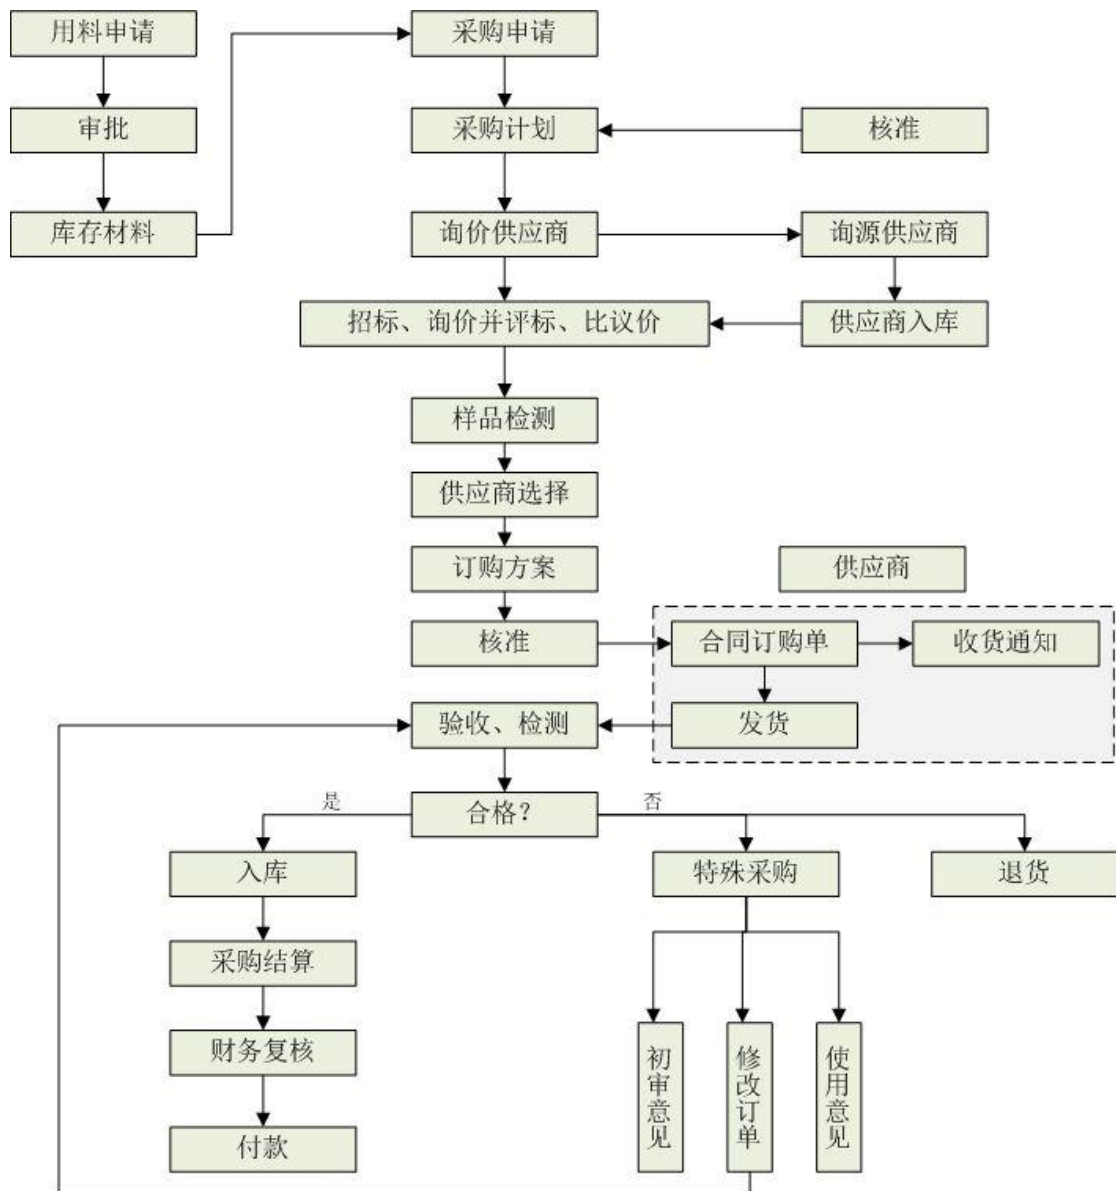 用料申请
采购申请
审批
采购计划
核准
库存材料
询价供应商
询源供应商
招标、询价并评标、比议价
供应商入库
样品检测
供应商选择
订购方案
供应商
核准
合同订购单
收货通知
验收、检测
发货
是
合格？
否
入库
特殊采购
退货
采购结算
财务复核
付款
初审意见
修改订单
使用意见